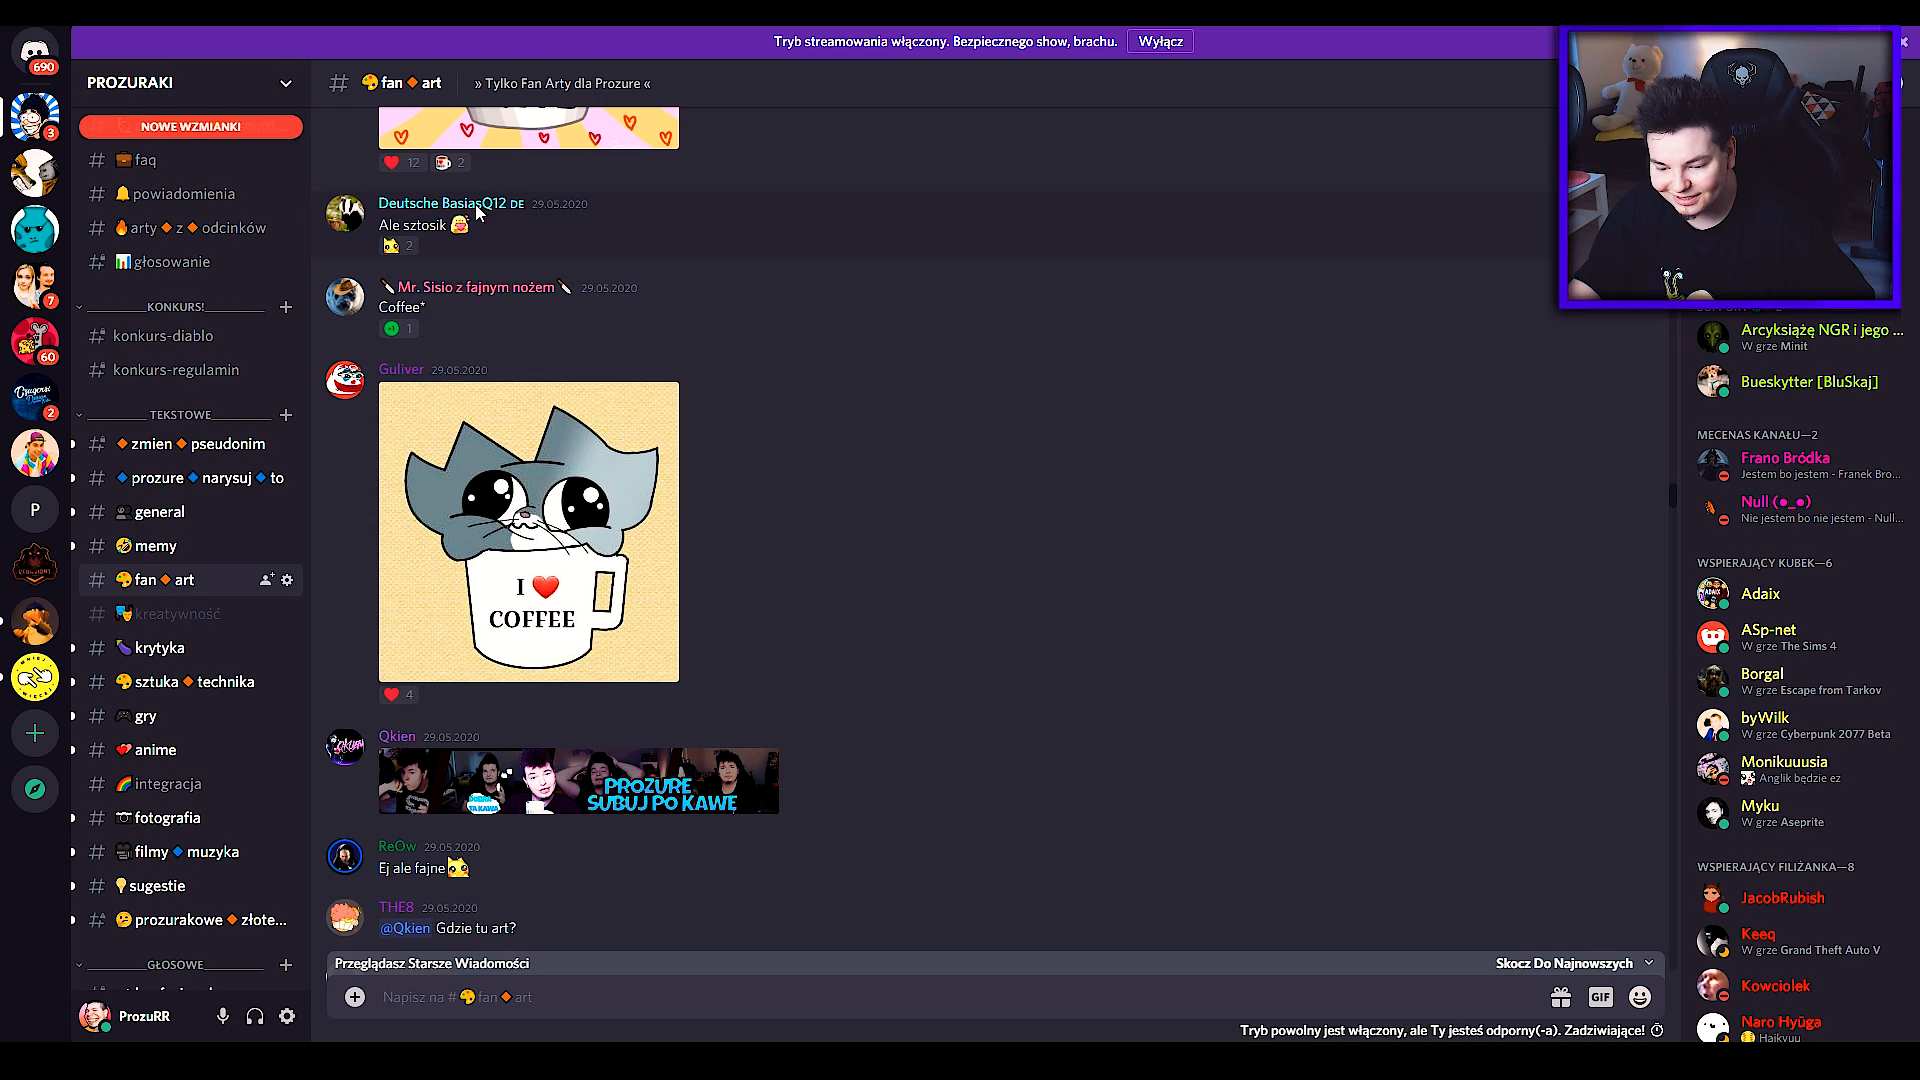 Tryb streamowania włączony. Bezpiecznego show, brachu. Wyłącz
690
3
7
60
2
P
PROZURAKI
NOWE WZMIANKI
faq
powiadomienia
arty z odcinków
głosowanie
KONKURS!
konkurs-diablo
konkurs-regulamin
TEKSTOWE
zmien pseudonim
prozure narysuj to
general
memy
fan art
kreatywność
krytyka
sztuka technika
gry
anime
integracja
fotografia
filmy muzyka
sugestie
prozurakowe złote...
GŁOSOWE
ProzuRR
# fan art » Tylko Fan Arty dla Prozure «
12 2
Deutsche BasiasQ12 DE 29.05.2020
Ale sztosik
2
Mr. Sisio z fajnym nożem 29.05.2020
Coffee*
1
Guliver 29.05.2020
I ❤️
COFFEE
4
Qkien 29.05.2020
DOBRA
TA KAWA
PROZURE
SUBUJ PO KAWĘ
ReOw 29.05.2020
Ej ale fajne
THE8 29.05.2020
@Qkien Gdzie tu art?
Przeglądasz Starsze Wiadomości Skocz Do Najnowszych
Napisz na # fan art
GIF
Tryb powolny jest włączony, ale Ty jesteś odporny(-a). Zadziwiające!
Arcyksiążę NGR i jego ...
W grze Minit
Bueskytter [BluSkaj]
MECENAS KANAŁU—2
Frano Bródka
Jestem bo jestem - Franek Bro...
Null (●_●)
Nie jestem bo nie jestem - Null...
WSPIERAJĄCY KUBEK—6
Adaix
ASp-net
W grze The Sims 4
Borgal
W grze Escape from Tarkov
byWilk
W grze Cyberpunk 2077 Beta
Monikuuusia
Anglik będzie ez
Myku
W grze Aseprite
WSPIERAJĄCY FILIŻANKA—8
JacobRubish
Keeq
W grze Grand Theft Auto V
Kowciolek
Naro Hyūga
Haikyuu